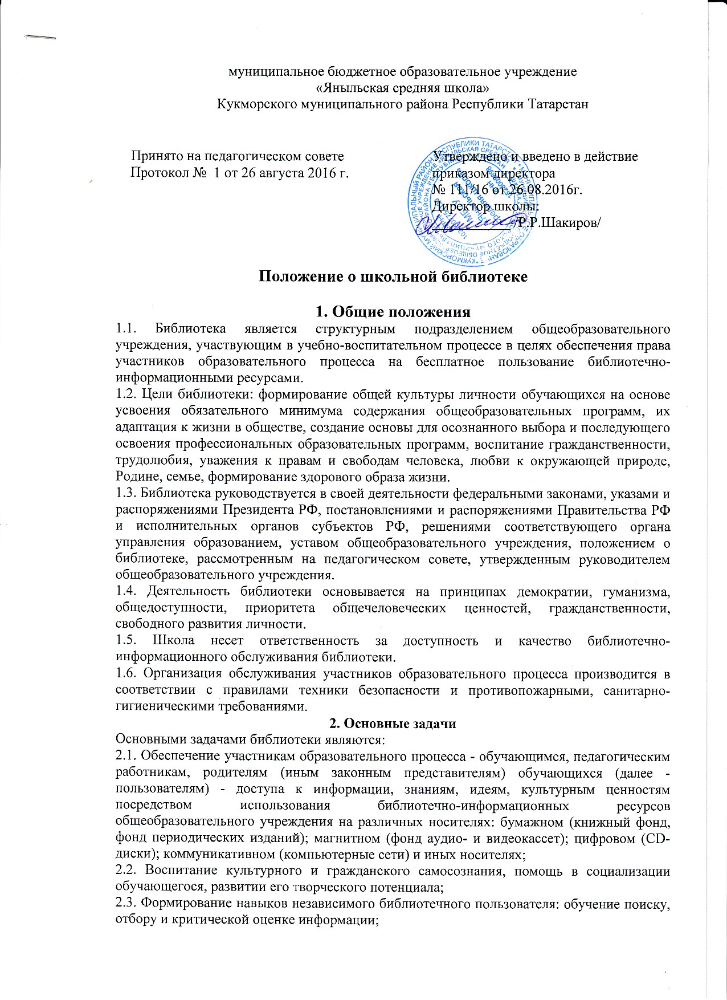 муниципальное бюджетное образовательное учреждение
«Яныльская средняя школа»
Кукморского муниципального района Республики Татарстан
Принято на педагогическом совете
Протокол № 1 от 26 августа 2016 г.
Утверждено и введено в действие
приказом директора
№ 111/16 от 26.08.2016г.
Директор школы:
/Р.Р.Шакиров/
Положение о школьной библиотеке
1. Общие положения
1.1. Библиотека является структурным подразделением общеобразовательного
учреждения, участвующим в учебно-воспитательном процессе в целях обеспечения права
участников образовательного процесса на бесплатное пользование библиотечно-
информационными ресурсами.
1.2. Цели библиотеки: формирование общей культуры личности обучающихся на основе
усвоения обязательного минимума содержания общеобразовательных программ, их
адаптация к жизни в обществе, создание основы для осознанного выбора и последующего
освоения профессиональных образовательных программ, воспитание гражданственности,
трудолюбия, уважения к правам и свободам человека, любви к окружающей природе,
Родине, семье, формирование здорового образа жизни.
1.3. Библиотека руководствуется в своей деятельности федеральными законами, указами и
распоряжениями Президента РФ, постановлениями и распоряжениями Правительства РФ
и исполнительных органов субъектов РФ, решениями соответствующего органа
управления образованием, уставом общеобразовательного учреждения, положением о
библиотеке, рассмотренным на педагогическом совете, утвержденным руководителем
общеобразовательного учреждения.
1.4. Деятельность библиотеки основывается на принципах демократии, гуманизма,
общедоступности, приоритета общечеловеческих ценностей, гражданственности,
свободного развития личности.
1.5. Школа несет ответственность за доступность и качество библиотечно-
информационного обслуживания библиотеки.
1.6. Организация обслуживания участников образовательного процесса производится в
соответствии с правилами техники безопасности и противопожарными, санитарно-
гигиеническими требованиями.
2. Основные задачи
Основными задачами библиотеки являются:
2.1. Обеспечение участникам образовательного процесса - обучающимся, педагогическим
работникам, родителям (иным законным представителям) обучающихся (далее -
пользователям) - доступа к информации, знаниям, идеям, культурным ценностям
посредством использования библиотечно-информационных ресурсов
общеобразовательного учреждения на различных носителях: бумажном (книжный фонд,
фонд периодических изданий); магнитном (фонд аудио- и видеокассет); цифровом (CD-
диски); коммуникативном (компьютерные сети) и иных носителях;
2.2. Воспитание культурного и гражданского самосознания, помощь в социализации
обучающегося, развитии его творческого потенциала;
2.3. Формирование навыков независимого библиотечного пользователя: обучение поиску,
отбору и критической оценке информации;